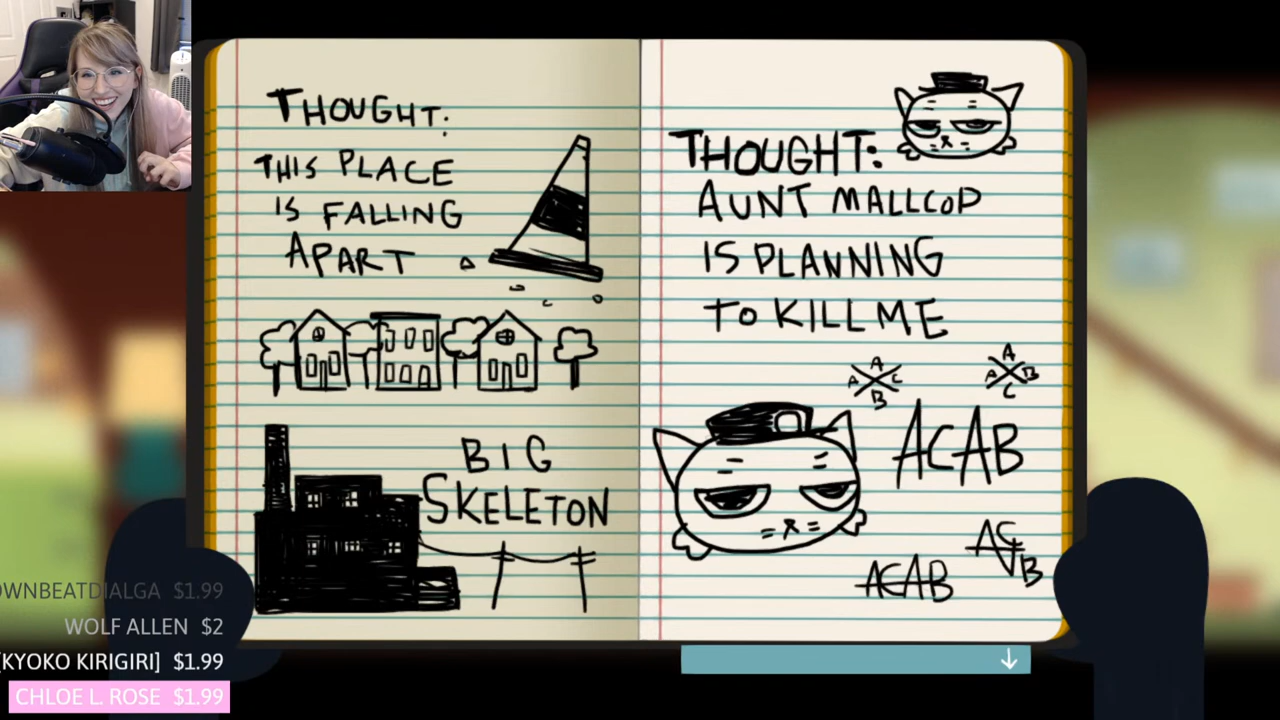 THOUGHT:
THIS PLACE
IS FALLING
APART
BIG
SKELETON
THOUGHT:
AUNT MALLCOP
IS PLANNING
TO KILL ME
A
A C
B
A
A B
C
ACAB
AC
B
ACAB
OWNBEATDIALGA $1.99
WOLF ALLEN $2
[KYOKO KIRIGIRI] $1.99
CHLOE L. ROSE $1.99